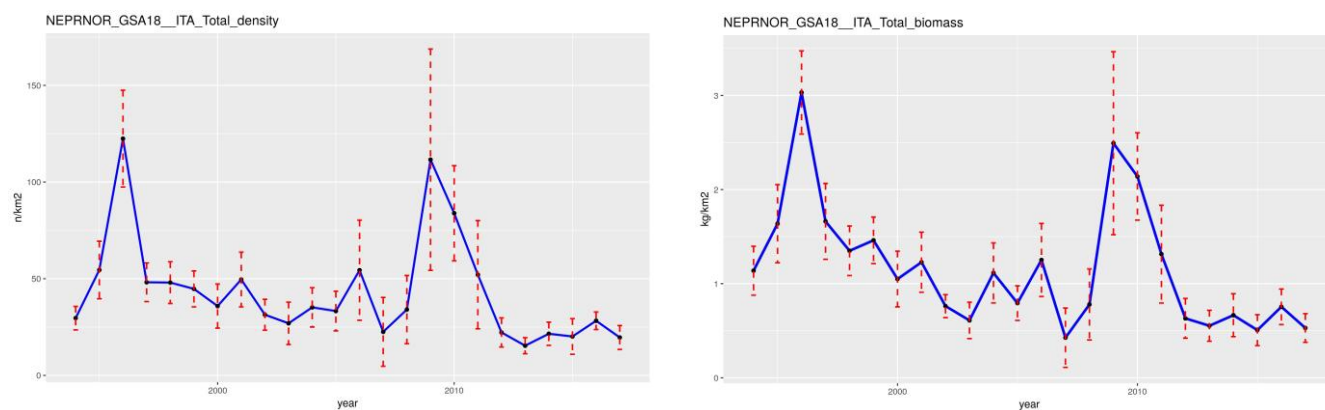 NEPRNOR_GSA18__ITA_Total_density
150
100
50
0
n/km2
2000
2010
year
NEPRNOR_GSA18__ITA_Total_biomass
3
2
1
0
kg/km2
2000
2010
year